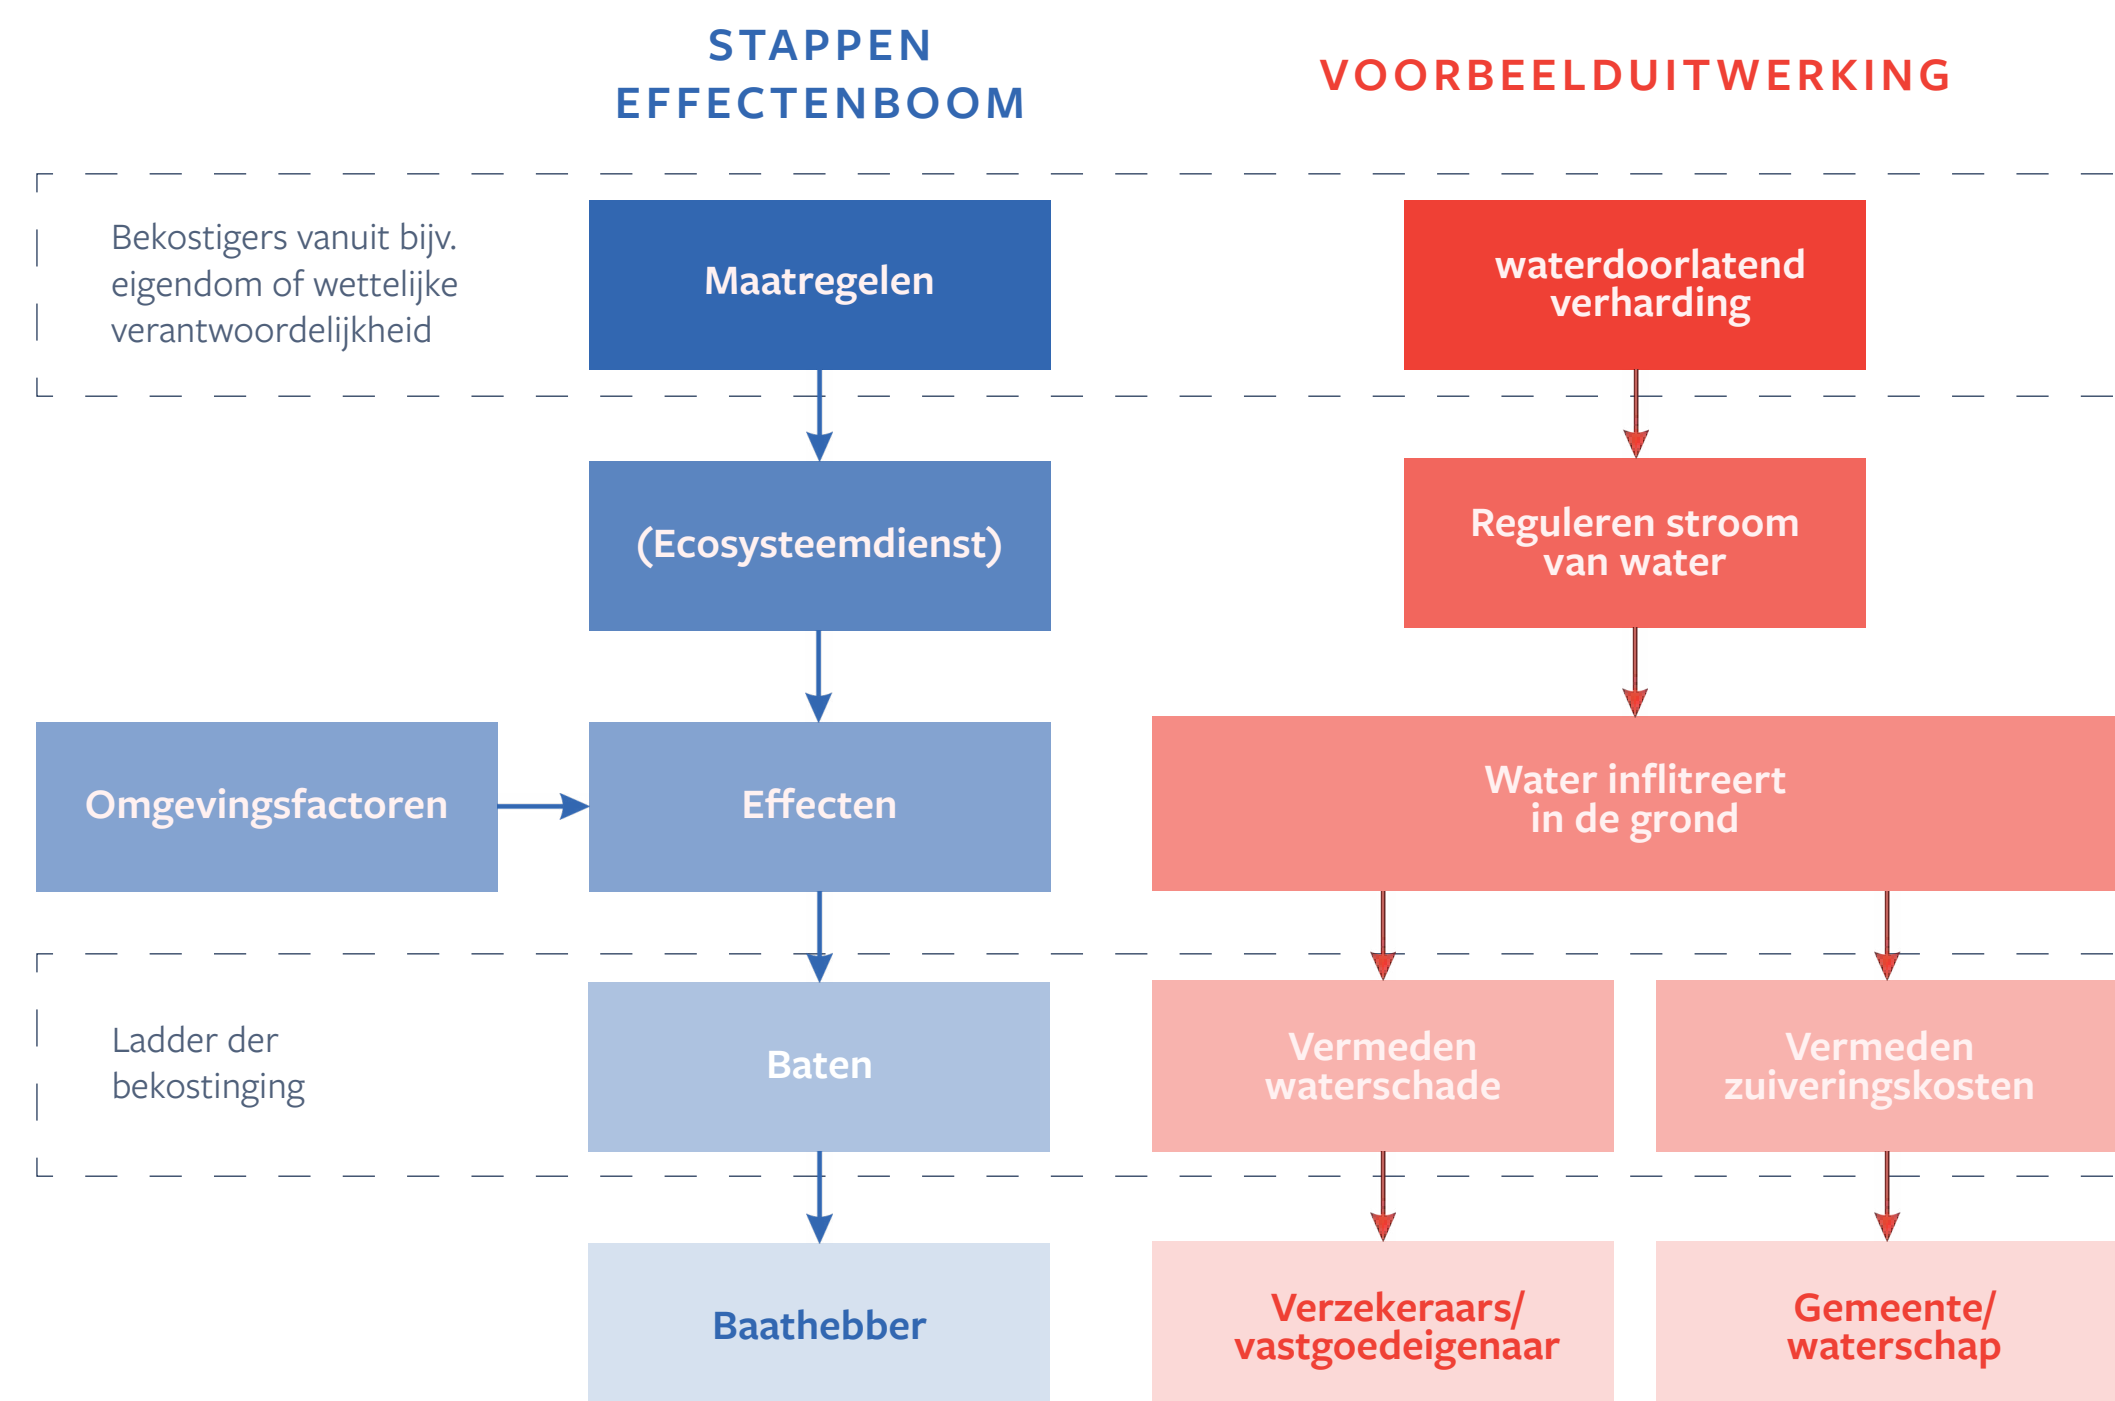 STAPPEN
EFFECTENBOOM
VOORBEELDUITWERKING
Bekostigers vanuit bijv.
eigendom of wettelijke
verantwoordelijkheid
Maatregelen
waterdoorlatend
verharding
(Ecosysteemdienst)
Reguleren stroom
van water
Omgevingsfactoren
Effecten
Water inflitreert
in de grond
Ladder der
bekostinging
Baten
Vermeden
waterschade
Vermeden
zuiveringskosten
Baathebber
Verzekeraars/
vastgoedeigenaar
Gemeente/
waterschap